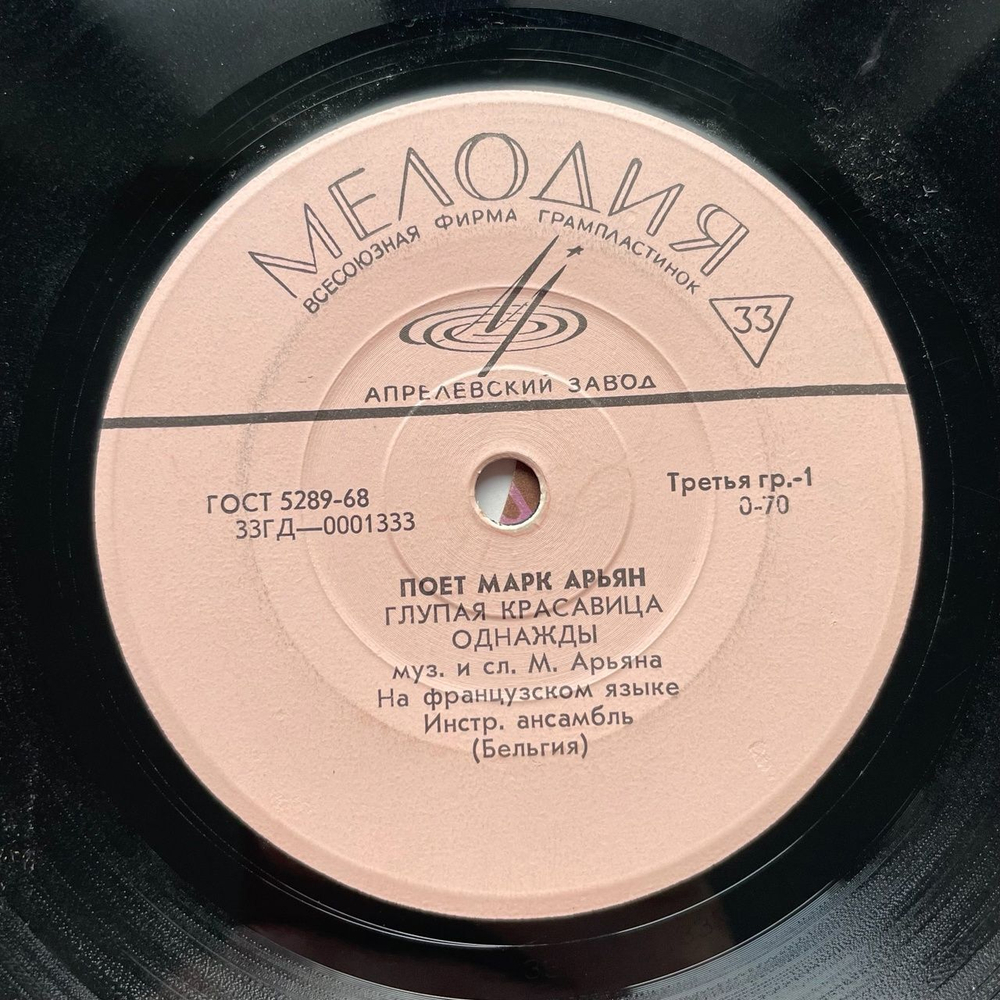 МЕЛОДИЯ
ВСЕСОЮЗНАЯ ФИРМА ГРАМПЛАСТИНОК
33
АПРЕЛЕВСКИЙ ЗАВОД
ГОСТ 5289-68
33ГД—0001333
Третья гр.-1
0-70
ПОЕТ МАРК АРЬЯН
ГЛУПАЯ КРАСАВИЦА
ОДНАЖДЫ
муз. и сл. М. Арьяна
На французском языке
Инстр. ансамбль
(Бельгия)